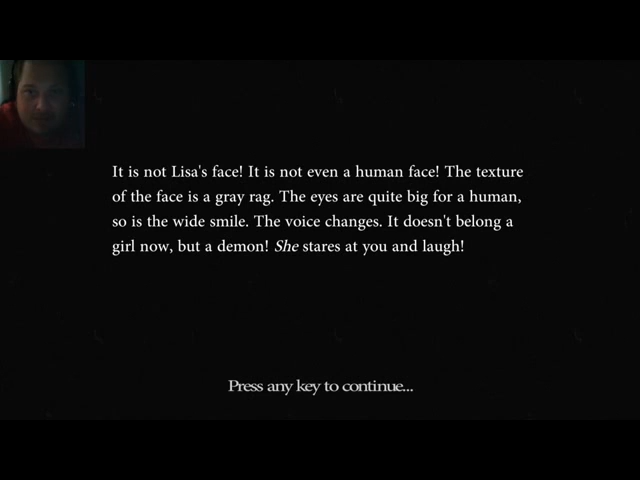 It is not Lisa's face! It is not even a human face! The texture
of the face is a gray rag. The eyes are quite big for a human,
so is the wide smile. The voice changes. It doesn't belong a
girl now, but a demon! She stares at you and laugh!
Press any key to continue...